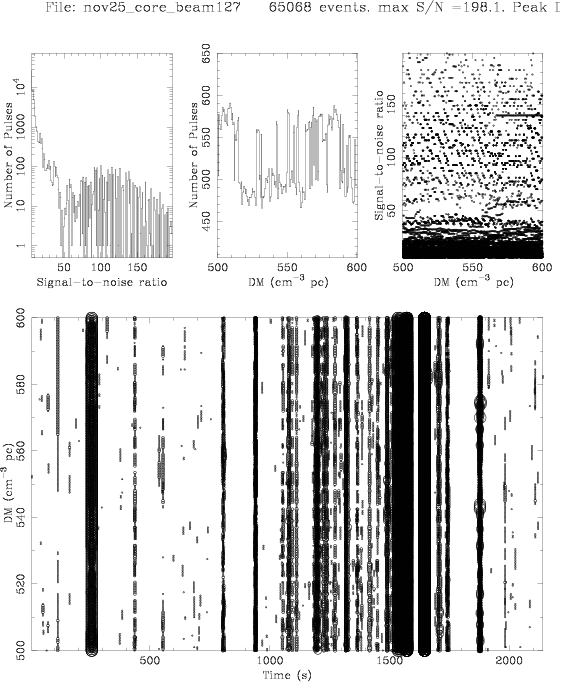 File: nov25_core_beam127 65068 events. max S/N =198.1. Peak
Number of Pulses
1 10 100 1000 10^4
50 100 150
Signal-to-noise ratio
Number of Pulses
450 500 550 600 650
500 550 600
DM (cm^-3 pc)
Signal-to-noise ratio
50 100 150
500 550 600
DM (cm^-3 pc)
DM (cm^-3 pc)
500 520 540 560 580 600
500 1000 1500 2000
Time (s)